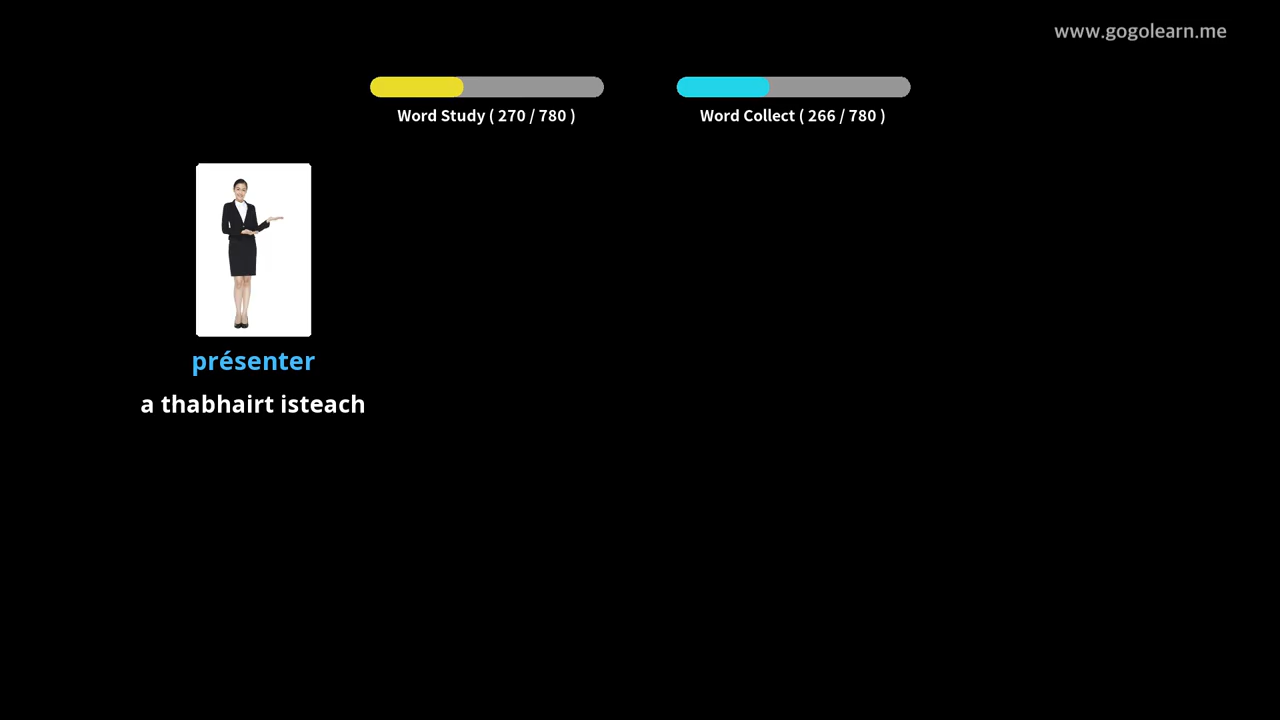 www.gogolearn.me
Word Study ( 270 / 780 )
Word Collect ( 266 / 780 )
présenter
a thabhairt isteach